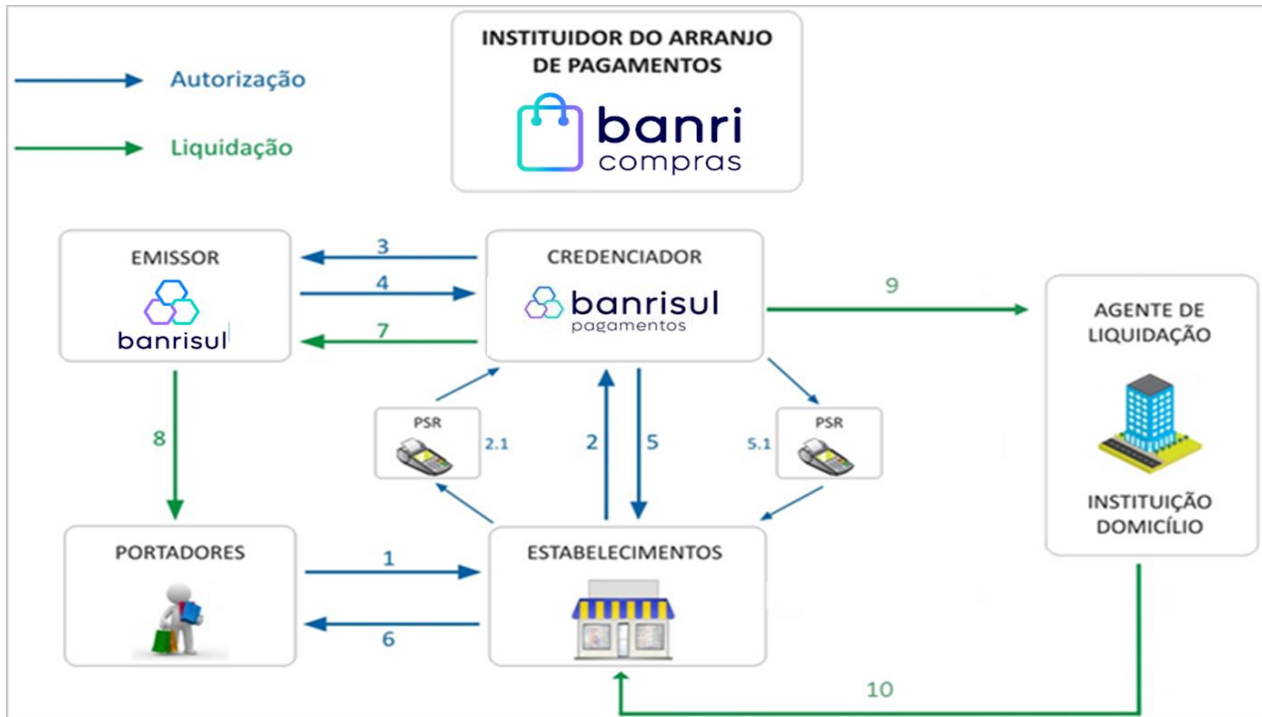 INSTITUIDOR DO ARRANJO
DE PAGAMENTOS
banri
compras
Autorização
Liquidação
EMISSOR
banrisul
3
4
7
CREDENCIADOR
banrisul
pagamentos
9
AGENTE DE
LIQUIDAÇÃO
INSTITUIÇÃO
DOMICÍLIO
8
PSR
2.1
2
5
5.1
PSR
PORTADORES
1
6
ESTABELECIMENTOS
10